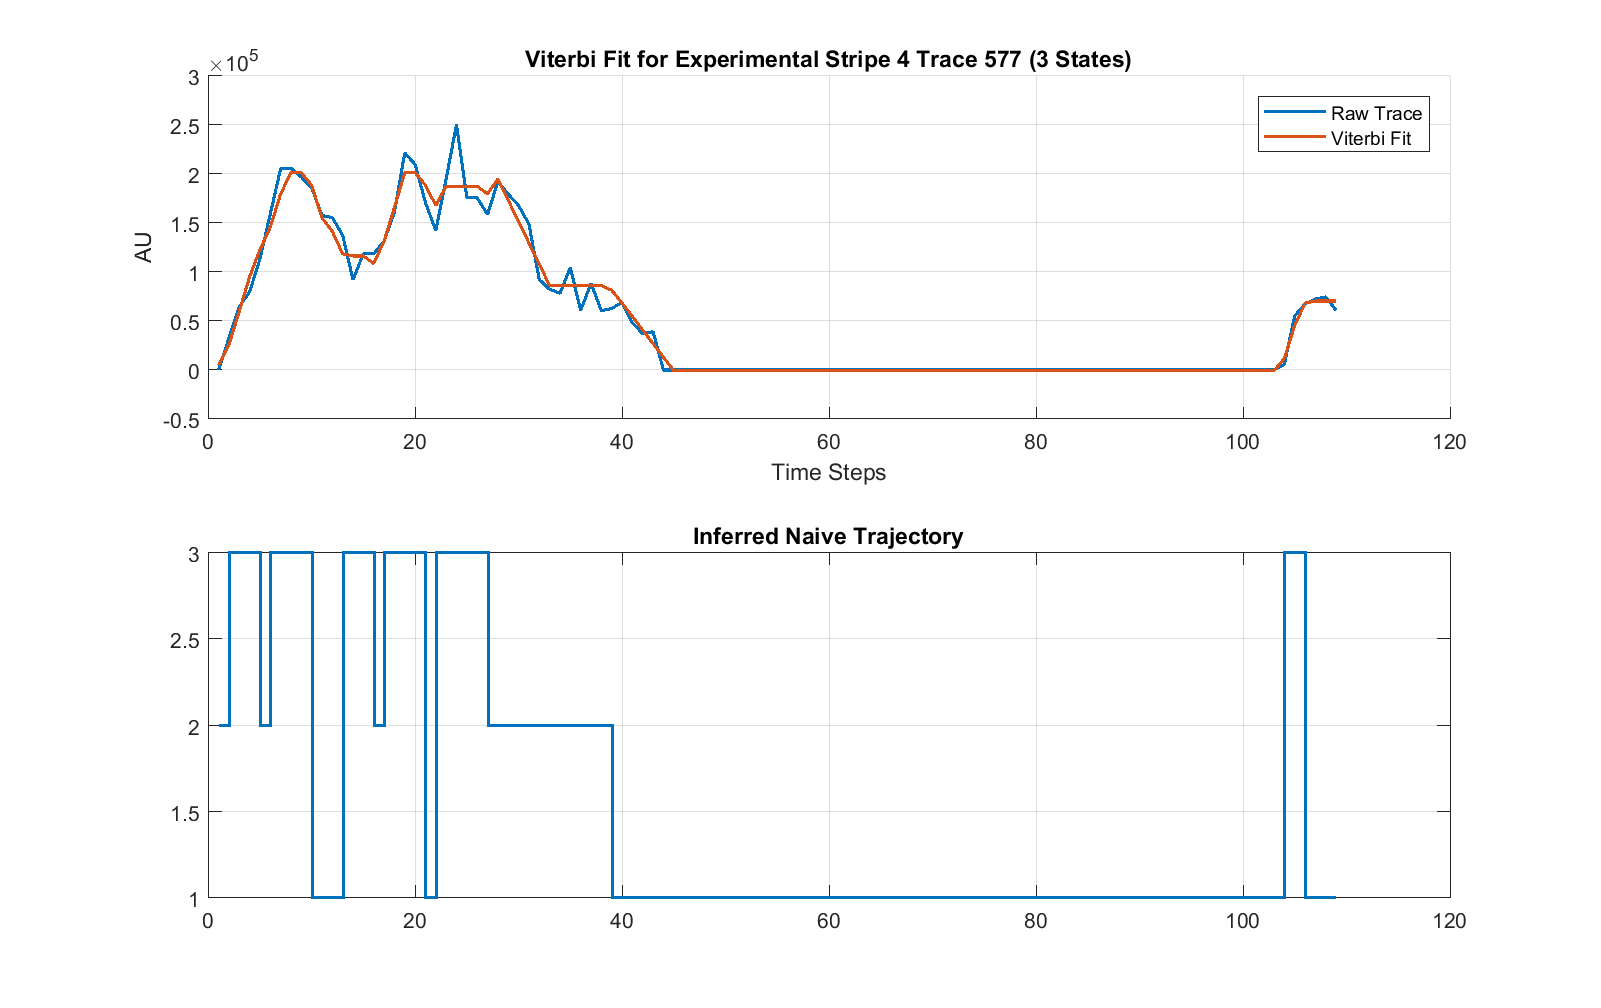 Viterbi Fit for Experimental Stripe 4 Trace 577 (3 States)
×10⁵
3
2.5
2
1.5
1
0.5
0
-0.5
AU
Raw Trace
Viterbi Fit
0 20 40 60 80 100 120
Time Steps
Inferred Naive Trajectory
3
2.5
2
1.5
1
0 20 40 60 80 100 120